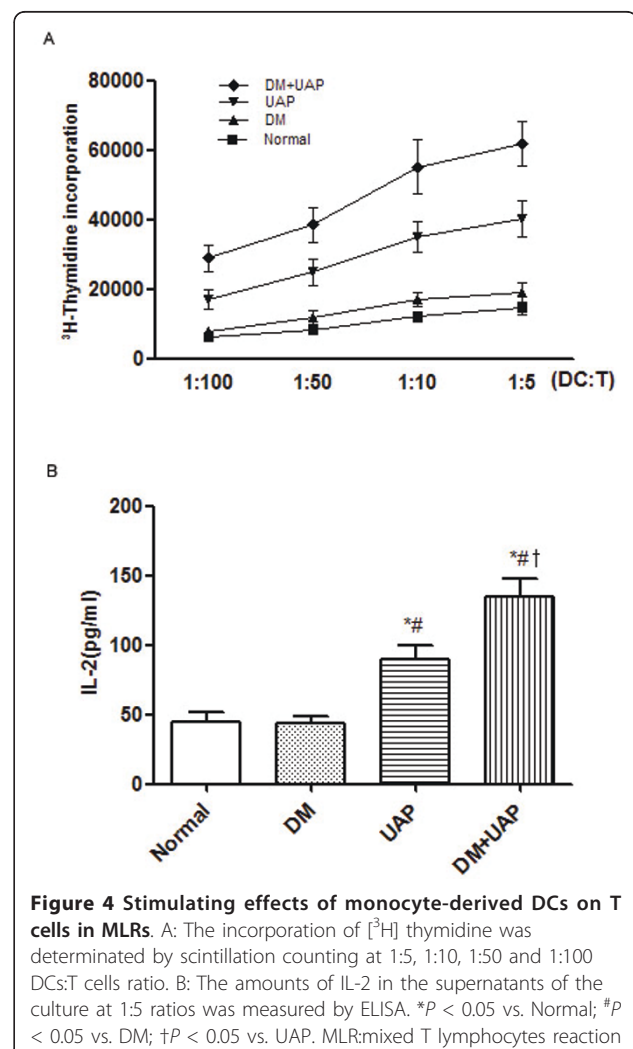 A
80000
60000
40000
20000
0
³H-Thymidine incorporation
DM+UAP
UAP
DM
Normal
1:100 1:50 1:10 1:5 (DC:T)
B
200
150
100
50
0
IL-2(pg/ml)
*#
*#†
Normal DM UAP DM+UAP
Figure 4 Stimulating effects of monocyte-derived DCs on T
cells in MLRs. A: The incorporation of [³H] thymidine was
determined by scintillation counting at 1:5, 1:10, 1:50 and 1:100
DCs:T cells ratio. B: The amounts of IL-2 in the supernatants of the
culture at 1:5 ratios was measured by ELISA. *P < 0.05 vs. Normal; #P
< 0.05 vs. DM; †P < 0.05 vs. UAP. MLR:mixed T lymphocytes reaction